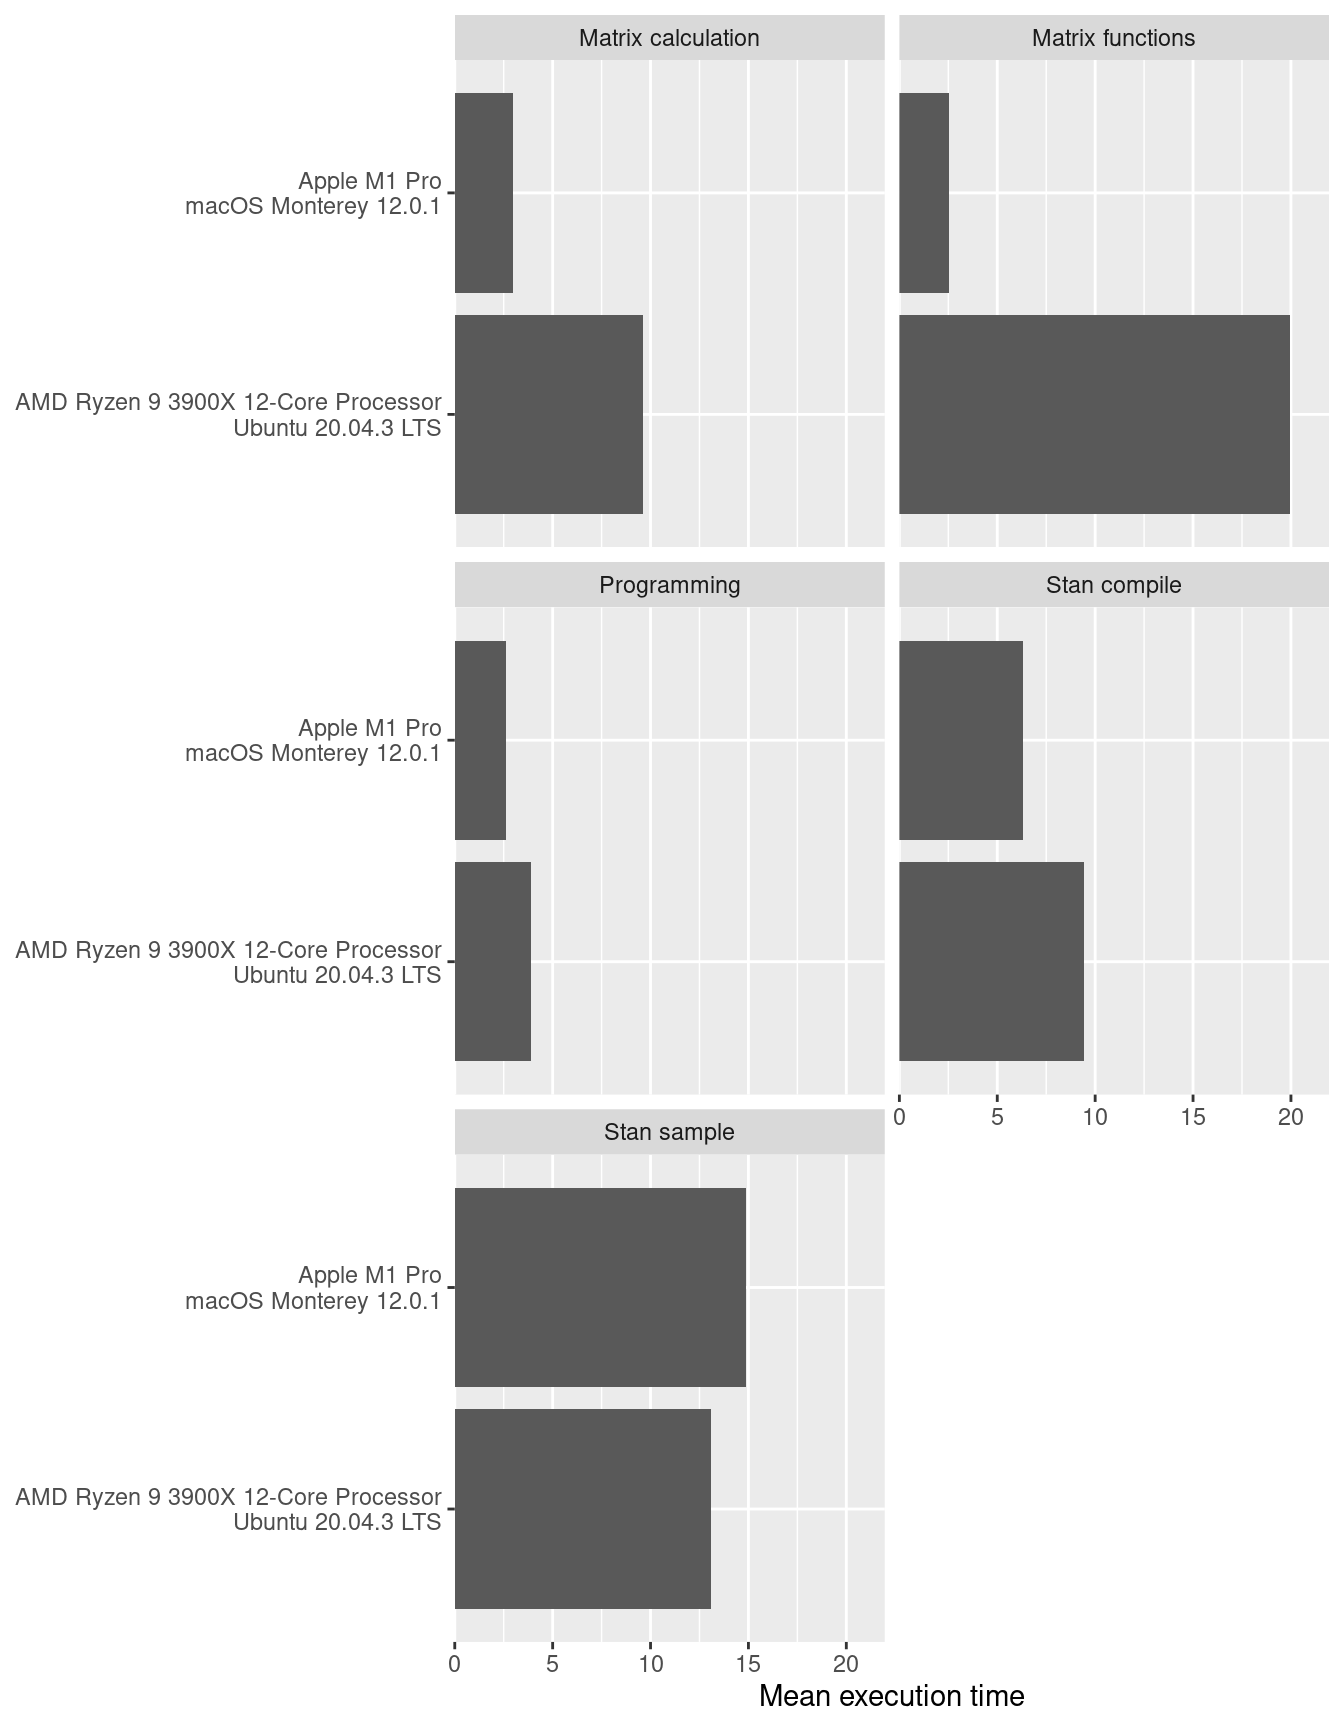 Matrix calculation
Matrix functions
Apple M1 Pro
macOS Monterey 12.0.1
AMD Ryzen 9 3900X 12-Core Processor
Ubuntu 20.04.3 LTS
Programming
Stan compile
Apple M1 Pro
macOS Monterey 12.0.1
AMD Ryzen 9 3900X 12-Core Processor
Ubuntu 20.04.3 LTS
0 5 10 15 20
Stan sample
Apple M1 Pro
macOS Monterey 12.0.1
AMD Ryzen 9 3900X 12-Core Processor
Ubuntu 20.04.3 LTS
0 5 10 15 20
Mean execution time